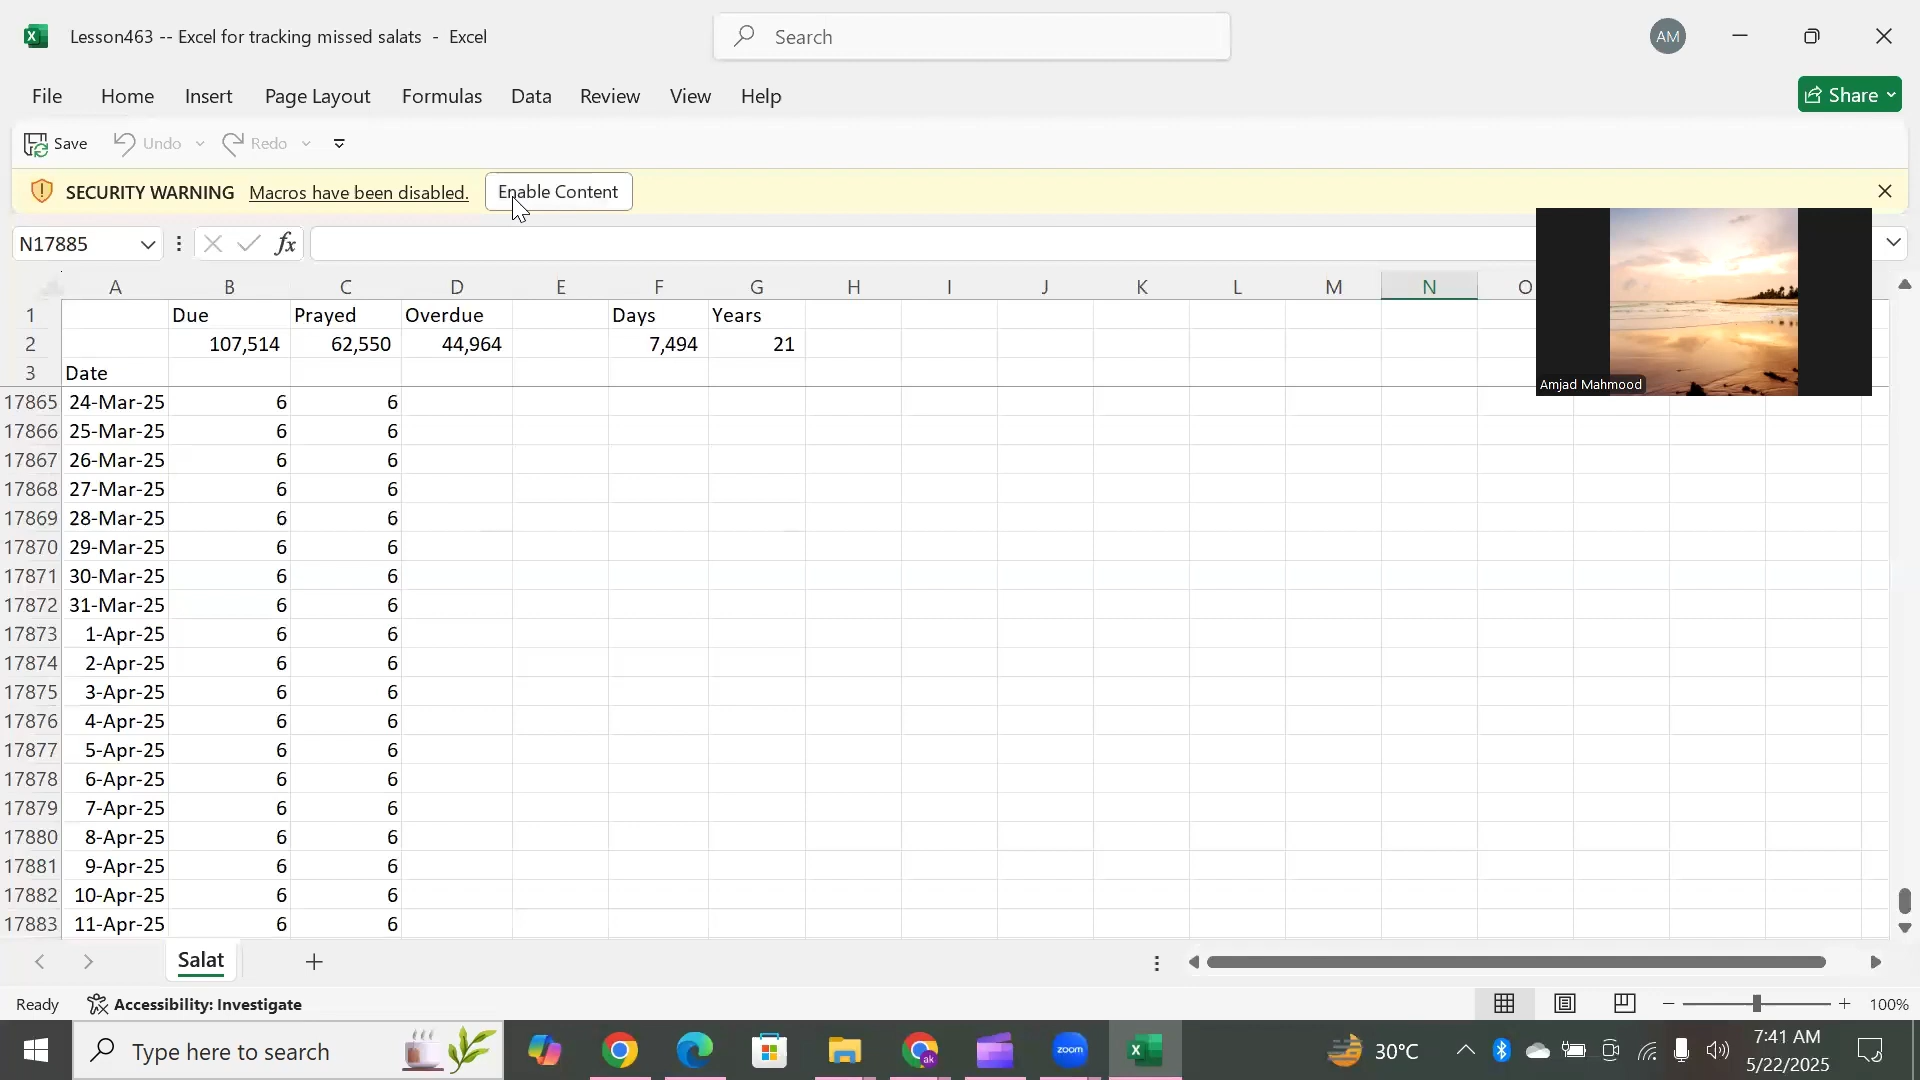 Lesson463 -- Excel for tracking missed salats - Excel
Search
AM
File Home Insert Page Layout Formulas Data Review View Help
Share
Save Undo Redo
SECURITY WARNING Macros have been disabled. Enable Content
N17885 fx
A B C D E F G H I J K L M N O
1 Due Prayed Overdue Days Years
2 107,514 62,550 44,964 7,494 21
3 Date
Amjad Mahmood
17865 24-Mar-25 6 6
17866 25-Mar-25 6 6
17867 26-Mar-25 6 6
17868 27-Mar-25 6 6
17869 28-Mar-25 6 6
17870 29-Mar-25 6 6
17871 30-Mar-25 6 6
17872 31-Mar-25 6 6
17873 1-Apr-25 6 6
17874 2-Apr-25 6 6
17875 3-Apr-25 6 6
17876 4-Apr-25 6 6
17877 5-Apr-25 6 6
17878 6-Apr-25 6 6
17879 7-Apr-25 6 6
17880 8-Apr-25 6 6
17881 9-Apr-25 6 6
17882 10-Apr-25 6 6
17883 11-Apr-25 6 6
Salat
Ready Accessibility: Investigate 100%
Type here to search ak zoom 30°C 7:41 AM
5/22/2025